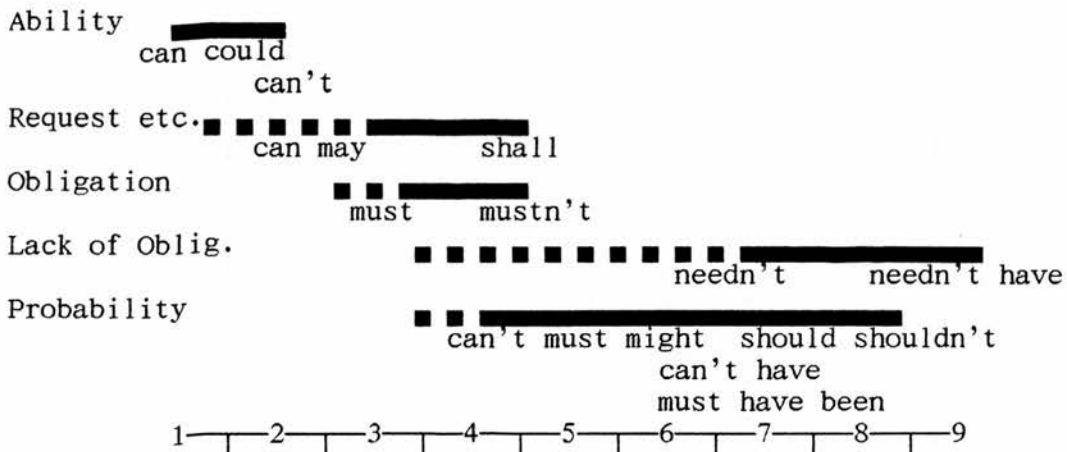 Ability
can could
can't
Request etc.
can may shall
Obligation
must mustn't
Lack of Oblig.
needn't needn't have
Probability
can't must might should shouldn't
can't have
must have been
1 2 3 4 5 6 7 8 9